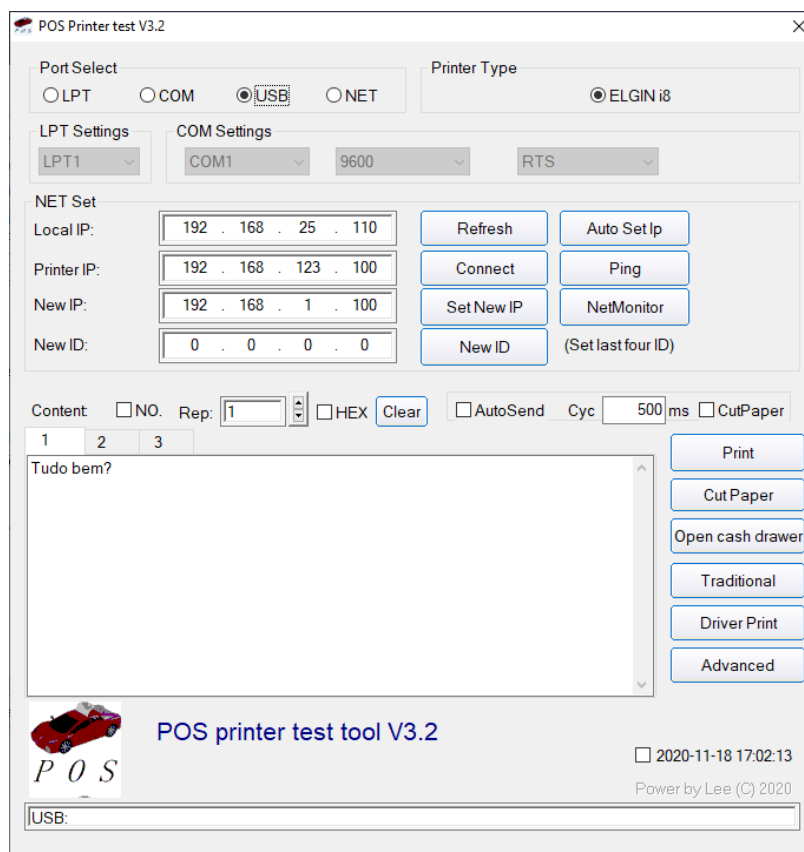 POS Printer test V3.2
Port Select
LPT COM USB NET
Printer Type
ELGIN i8
LPT Settings
LPT1
COM Settings
COM1 9600 RTS
NET Set
Local IP: 192 . 168 . 25 . 110 Refresh Auto Set Ip
Printer IP: 192 . 168 . 123 . 100 Connect Ping
New IP: 192 . 168 . 1 . 100 Set New IP NetMonitor
New ID: 0 . 0 . 0 . 0 New ID (Set last four ID)
Content: NO. Rep: 1 HEX Clear AutoSend Cyc 500 ms CutPaper
1 2 3
Tudo bem?
Print
Cut Paper
Open cash drawer
Traditional
Driver Print
Advanced
POS
POS printer test tool V3.2
2020-11-18 17:02:13
Power by Lee (C) 2020
USB: